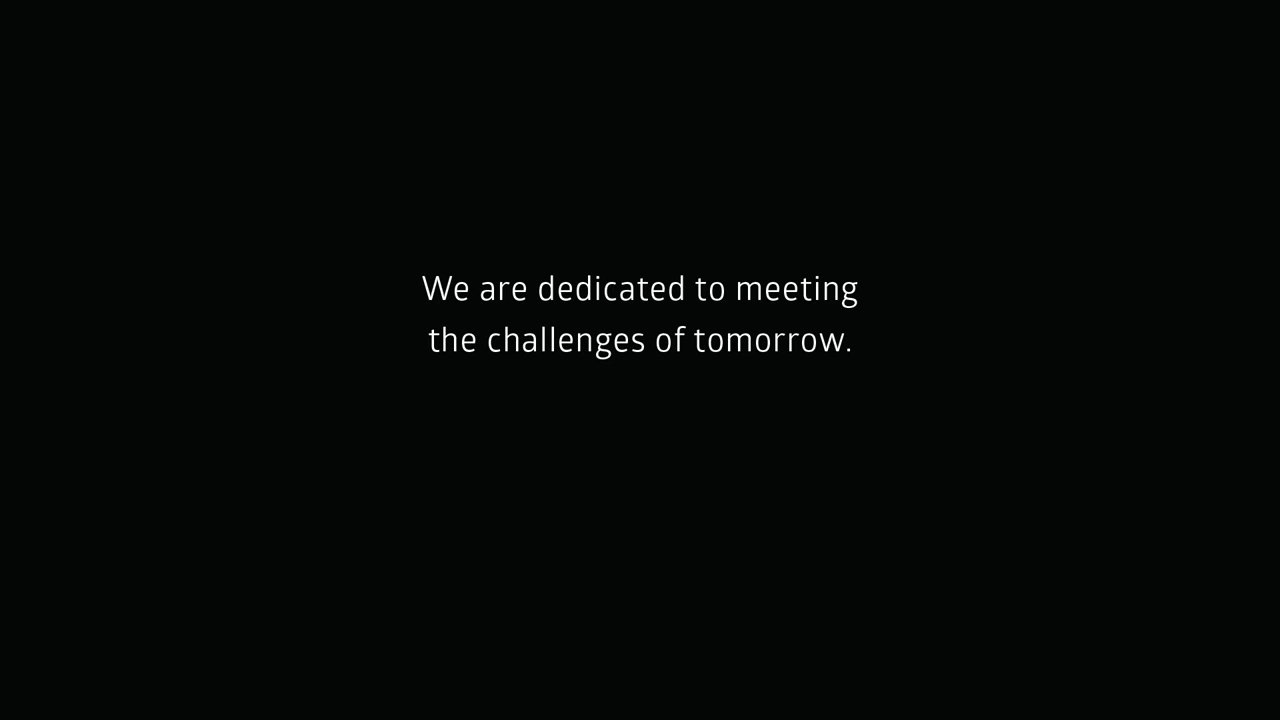 We are dedicated to meeting
the challenges of tomorrow.